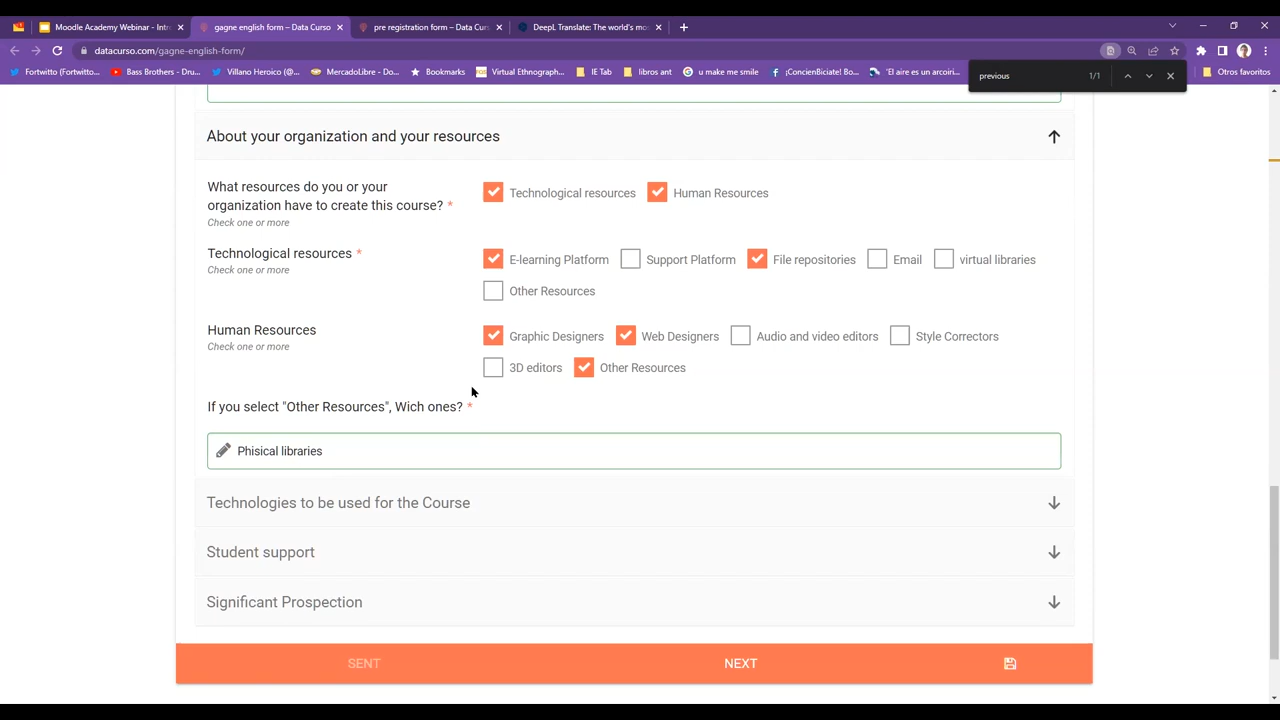 Moodle Academy Webinar - Intro
gagne english form – Data Curso
pre registration form – Data Curs
DeepL Translate: The world's mos
datacurso.com/gagne-english-form/
Fortwitto (Fortwitto...
Bass Brothers - Dru...
Villano Heroico (@...
MercadoLibre - Do...
Bookmarks
Virtual Ethnograph...
IE Tab
libros ant
u make me smile
¡ConcienBiciate! Bo...
'El aire es un arcoiri...
Otros favoritos
previous
1/1
About your organization and your resources
What resources do you or your
organization have to create this course? *
Check one or more
Technological resources
Human Resources
Technological resources *
Check one or more
E-learning Platform
Support Platform
File repositories
Email
virtual libraries
Other Resources
Human Resources
Check one or more
Graphic Designers
Web Designers
Audio and video editors
Style Correctors
3D editors
Other Resources
If you select "Other Resources", Wich ones? *
Phisical libraries
Technologies to be used for the Course
Student support
Significant Prospection
SENT
NEXT